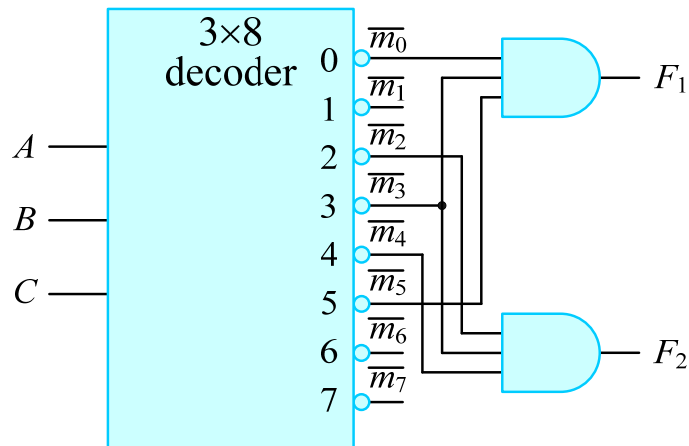 3×8
decoder
A
B
C
0
1
2
3
4
5
6
7
m̅₀
m̅₁
m̅₂
m̅₃
m̅₄
m̅₅
m̅₆
m̅₇
F₁
F₂